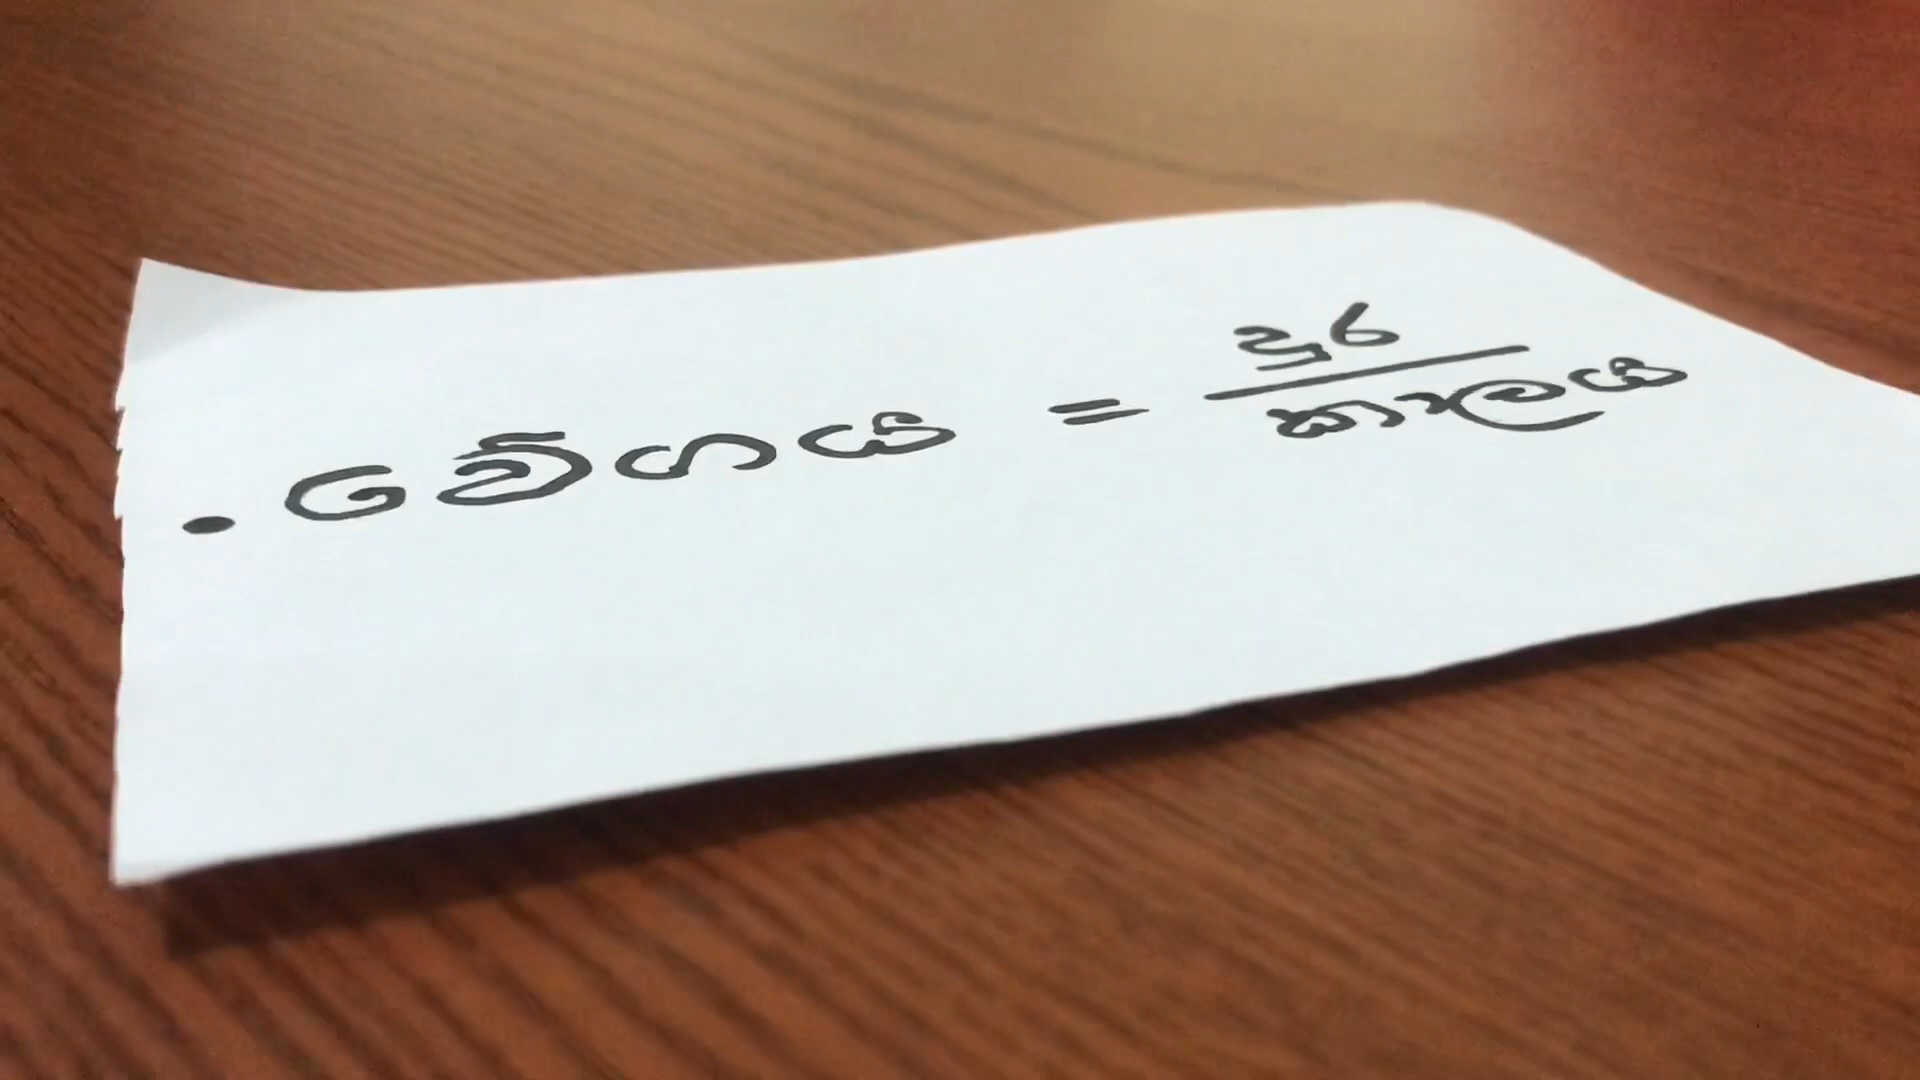 • වේගය = දුර / කාලය